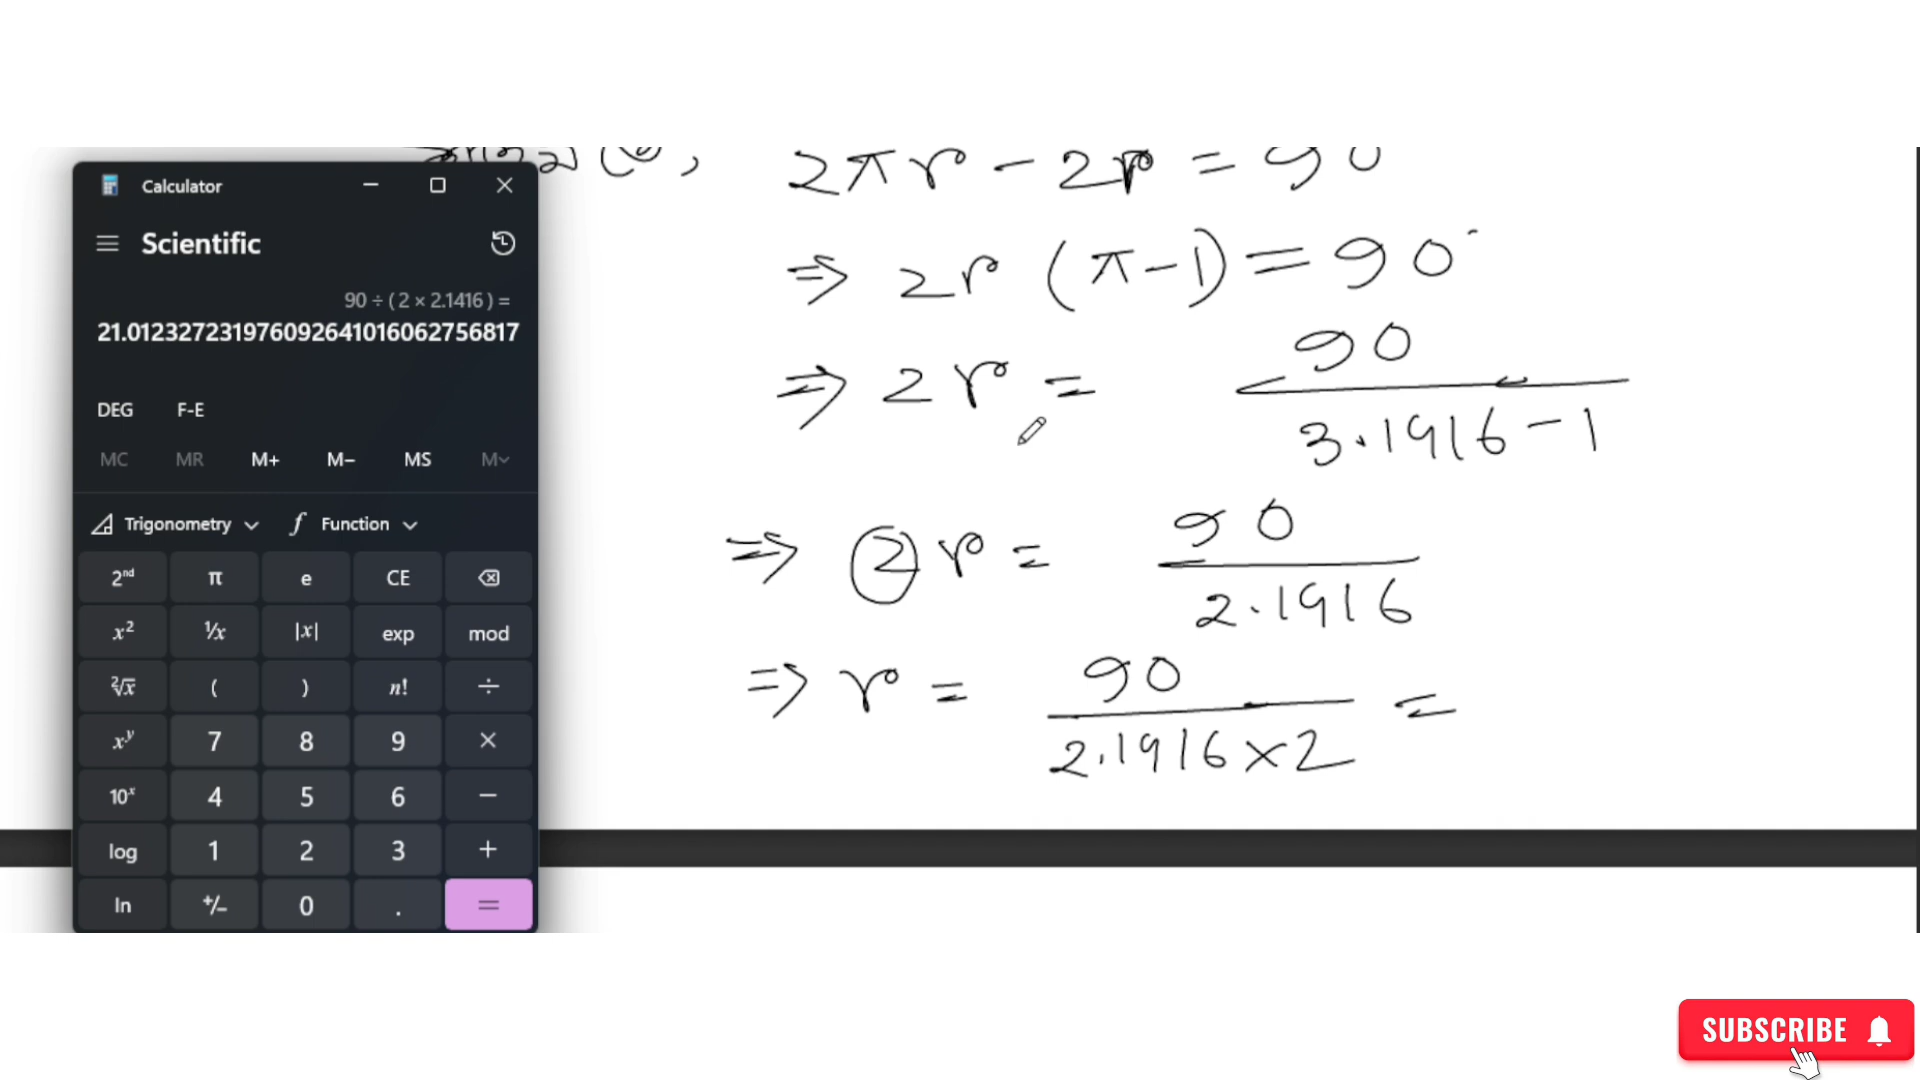 Calculator
Scientific
90 ÷ ( 2 × 2.1416 ) =
21.012327231976092641016062756817
DEG F-E
MC MR M+ M− MS M
Trigonometry f Function
2nd π e CE
x² ¹/x |x| exp mod
²√x ( ) n! ÷
xʸ 7 8 9 ×
10ˣ 4 5 6 −
log 1 2 3 +
ln +/− 0 . =
2πr − 2r = 90
⇒ 2r (π−1) = 90
⇒ 2r = 90 / 3.1416 − 1
⇒ 2r = 90 / 2.1416
⇒ r = 90 / 2.1416×2 =
SUBSCRIBE